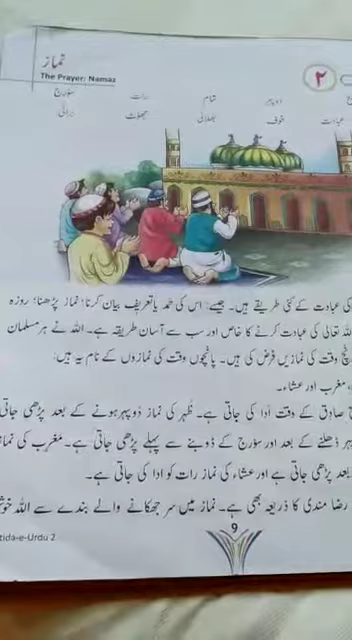 نماز
The Prayer: Namaz
۲
دوپہر شام رات سورج
عبادت خوف بھلائی جھوٹ برائی
کی عبادت کے کئی طریقے ہیں۔ جیسے: اس کی حمد یا تعریف بیان کرنا، نماز پڑھنا، روزہ
اللہ تعالیٰ کی عبادت کرنے کا خاص اور سب سے آسان طریقہ ہے۔ اللہ نے ہر مسلمان
پانچ وقت کی نمازیں فرض کی ہیں۔ پانچوں وقت کی نمازوں کے نام یہ ہیں:
مغرب اور عشاء۔
صادق کے وقت ادا کی جاتی ہے۔ ظہر کی نماز دوپہر ہونے کے بعد پڑھی جاتی
ڈھلنے کے بعد اور سورج کے ڈوبنے سے پہلے پڑھی جاتی ہے۔ مغرب کی نماز
بعد پڑھی جاتی ہے اور عشاء کی نماز رات کو ادا کی جاتی ہے۔
رضا مندی کا ذریعہ بھی ہے۔ نماز میں سر جھکانے والے بندے سے اللہ خوش
9
tida-e-Urdu 2